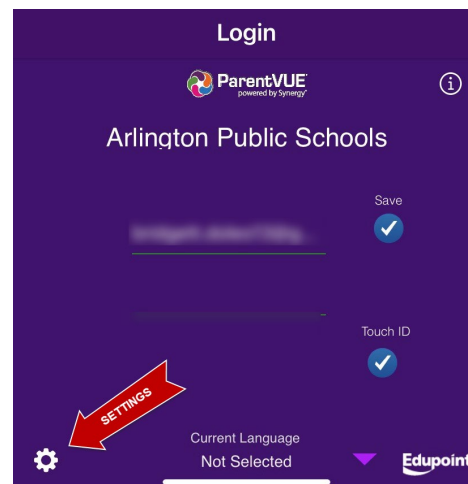 Login
ParentVUE
powered by Synergy
Arlington Public Schools
Save
Touch ID
SETTINGS
Current Language
Not Selected
Edupoint